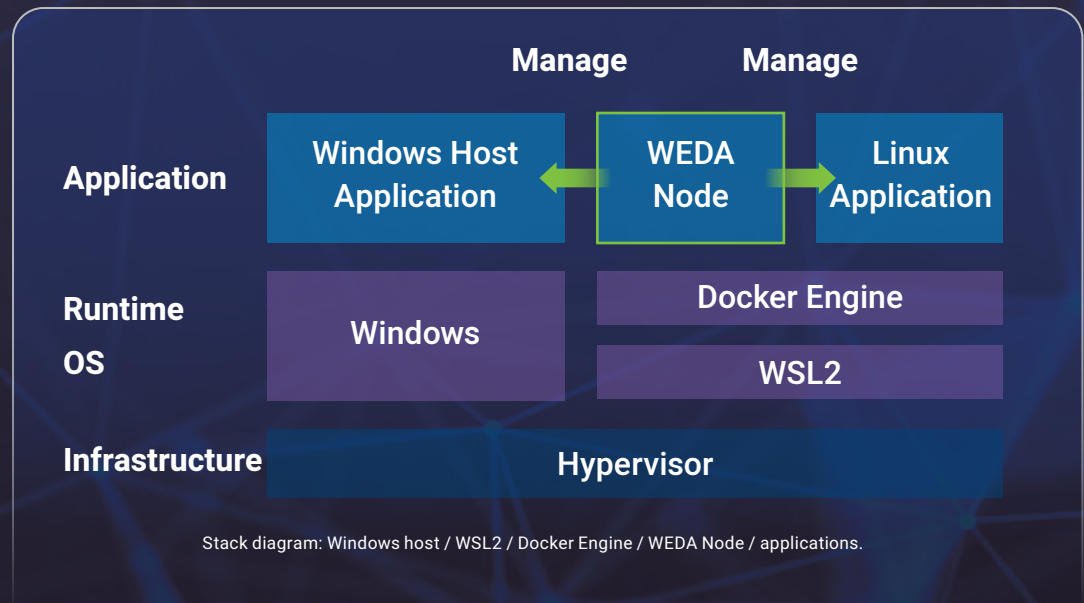 Manage Manage
Application
Windows Host
Application
WEDA
Node
Linux
Application
Runtime
OS
Windows
Docker Engine
WSL2
Infrastructure
Hypervisor
Stack diagram: Windows host / WSL2 / Docker Engine / WEDA Node / applications.